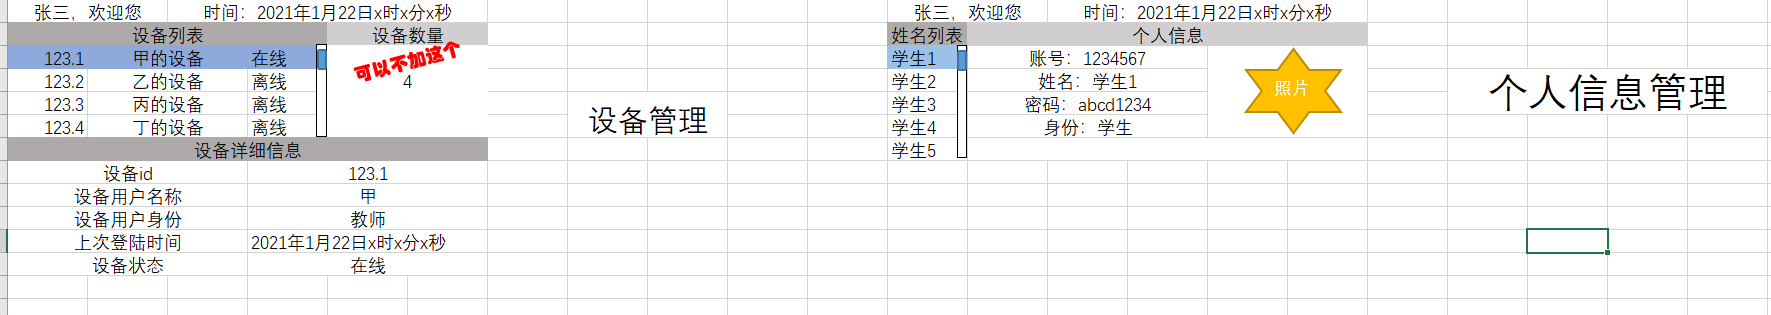 张三，欢迎您 时间：2021年1月22日x时x分x秒
设备列表 设备数量
123.1 甲的设备 在线
可以不加这个
123.2 乙的设备 离线 4
123.3 丙的设备 离线
123.4 丁的设备 离线
设备详细信息
设备id 123.1
设备用户名称 甲
设备用户身份 教师
上次登陆时间 2021年1月22日x时x分x秒
设备状态 在线
设备管理
张三，欢迎您 时间：2021年1月22日x时x分x秒
姓名列表 个人信息
学生1 账号：1234567
学生2 姓名：学生1
学生3 密码：abcd1234
学生4 身份：学生
学生5
照片
个人信息管理